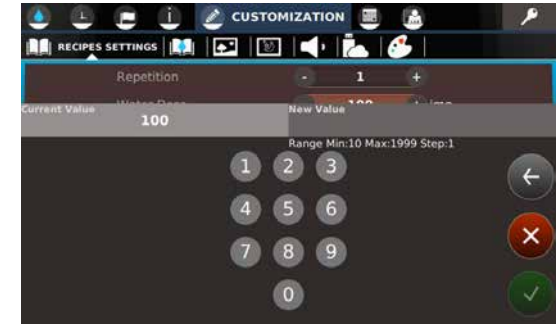 CUSTOMIZATION
RECIPES SETTINGS
Repetition - 1 +
Current Value
100
New Value
Range Min:10 Max:1999 Step:1
1 2 3
4 5 6
7 8 9
0